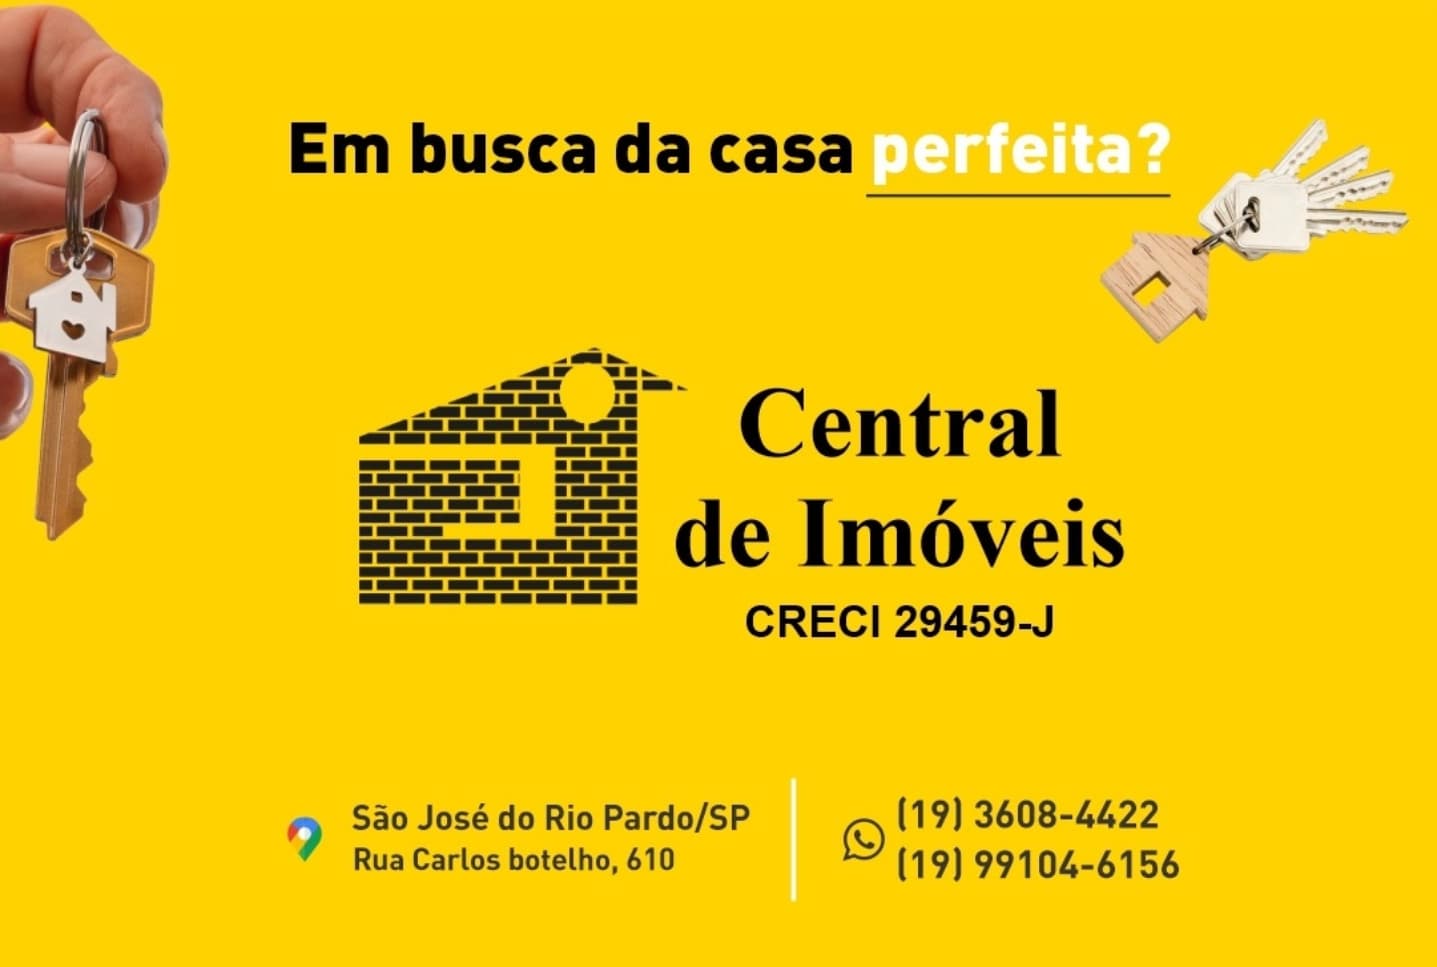 Em busca da casa perfeita?
Central
de Imóveis
CRECI 29459-J
São José do Rio Pardo/SP
Rua Carlos botelho, 610
(19) 3608-4422
(19) 99104-6156